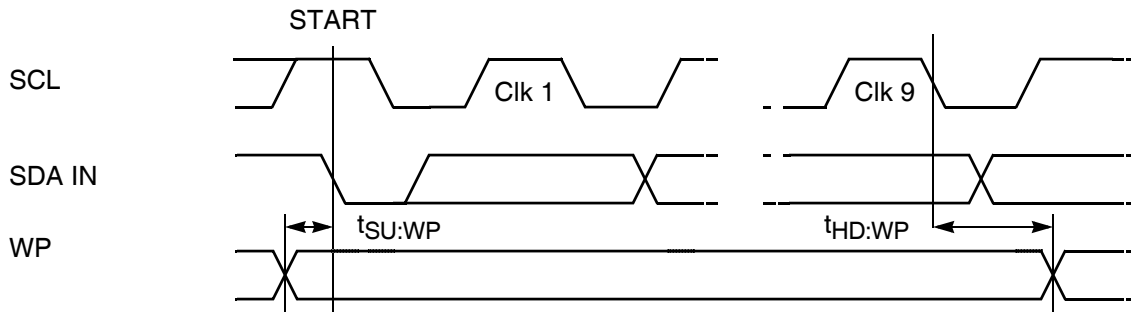 START
SCL
Clk 1
Clk 9
SDA IN
tSU:WP
tHD:WP
WP